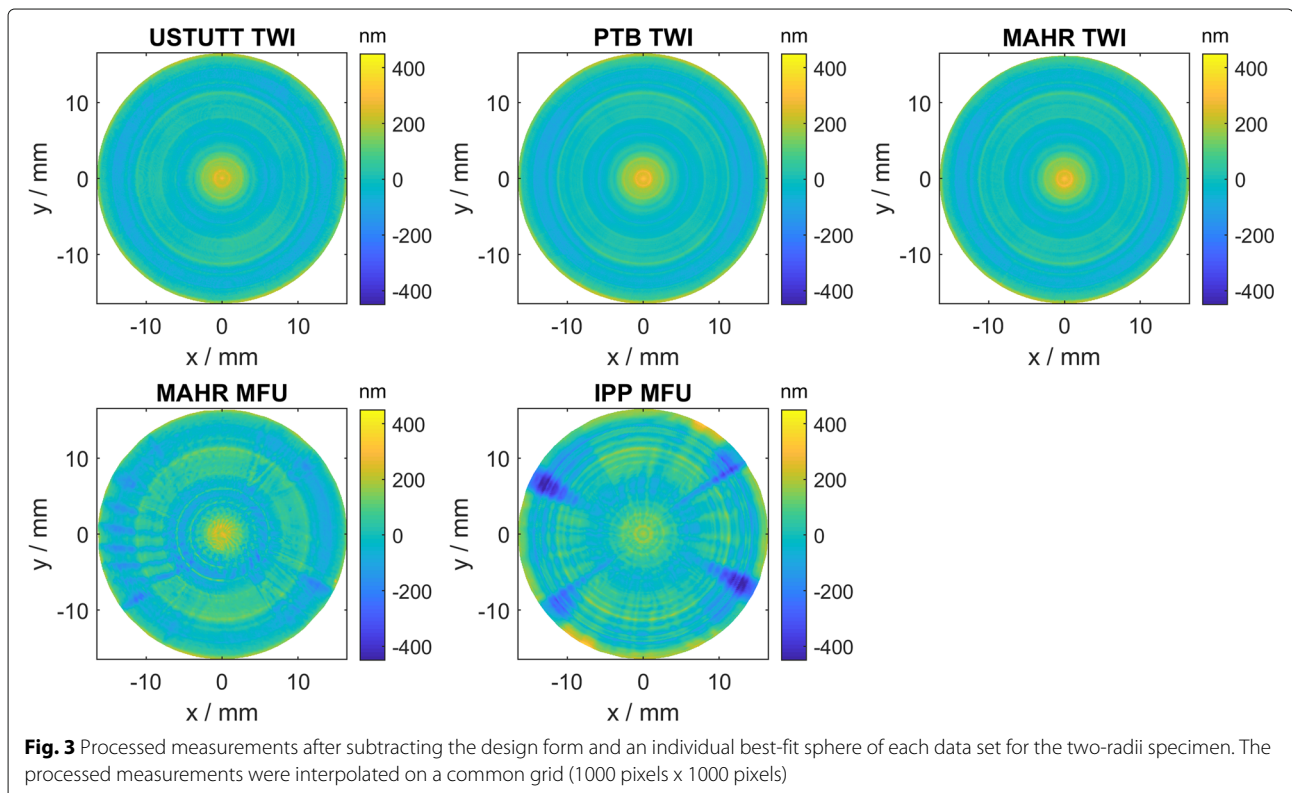 USTUTT TWI
nm
y / mm
10
0
-10
-10 0 10
x / mm
400
200
0
-200
-400
PTB TWI
nm
y / mm
10
0
-10
-10 0 10
x / mm
400
200
0
-200
-400
MAHR TWI
nm
y / mm
10
0
-10
-10 0 10
x / mm
400
200
0
-200
-400
MAHR MFU
nm
y / mm
10
0
-10
-10 0 10
x / mm
400
200
0
-200
-400
IPP MFU
nm
y / mm
10
0
-10
-10 0 10
x / mm
400
200
0
-200
-400
Fig. 3 Processed measurements after subtracting the design form and an individual best-fit sphere of each data set for the two-radii specimen. The
processed measurements were interpolated on a common grid (1000 pixels x 1000 pixels)